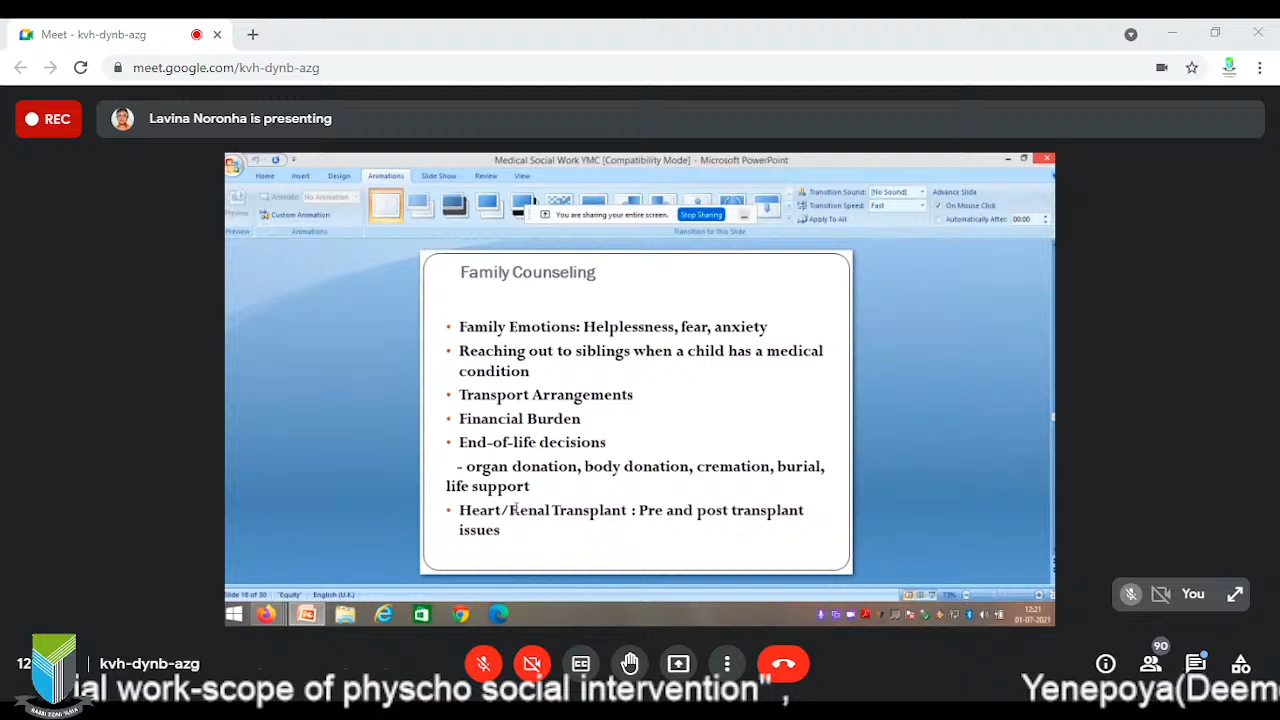 Meet - kvh-dynb-azg
meet.google.com/kvh-dynb-azg
REC
Lavina Noronha is presenting
Medical Social Work YMC [Compatibility Mode] - Microsoft PowerPoint
Home Insert Design Animations Slide Show Review View
Preview
Animate: No Animation
Custom Animation
Transition Sound: [No Sound]
Transition Speed: Fast
Apply To All
Advance Slide
On Mouse Click
Automatically After: 00:00
You are sharing your entire screen. Stop Sharing
Preview Animations Transition to This Slide
Family Counseling
• Family Emotions: Helplessness, fear, anxiety
• Reaching out to siblings when a child has a medical
condition
• Transport Arrangements
• Financial Burden
• End-of-life decisions
- organ donation, body donation, cremation, burial,
life support
• Heart/Renal Transplant : Pre and post transplant
issues
Slide 18 of 30 "Equity" English (U.K.) 73%
12:21
01-07-2021
You
90
12 kvh-dynb-azg
ial work-scope of physcho social intervention" , Yenepoya(Deem